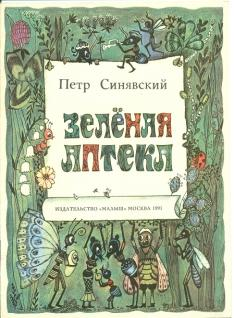 Петр Синявский
ЗЕЛЁНАЯ
АПТЕКА
ИЗДАТЕЛЬСТВО «МАЛЫШ» МОСКВА 1991